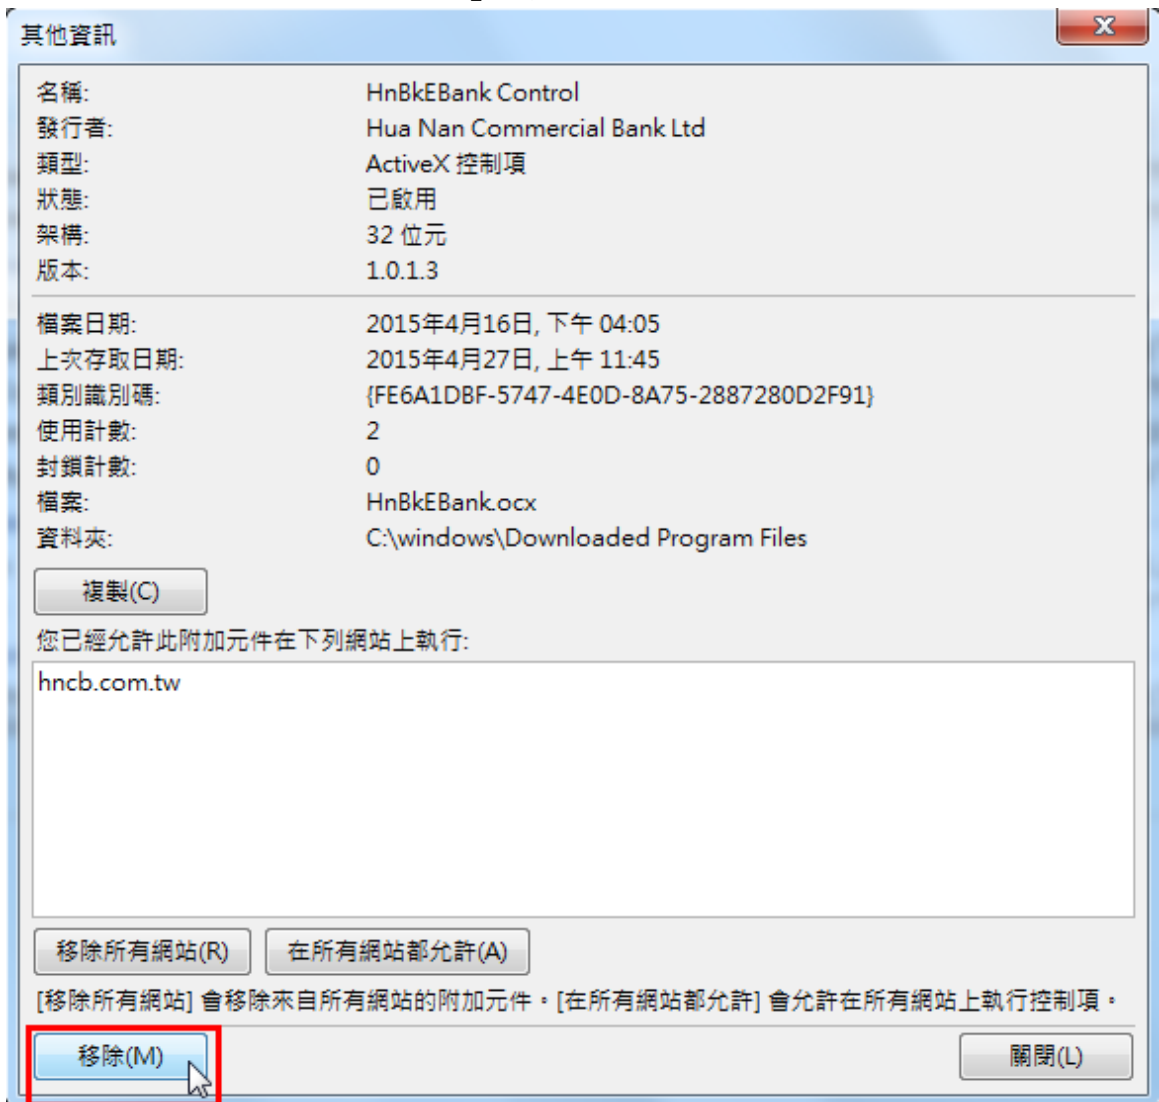 其他資訊
名稱: HnBkEBank Control
發行者: Hua Nan Commercial Bank Ltd
類型: ActiveX 控制項
狀態: 已啟用
架構: 32 位元
版本: 1.0.1.3
檔案日期: 2015年4月16日, 下午 04:05
上次存取日期: 2015年4月27日, 上午 11:45
類別識別碼: {FE6A1DBF-5747-4E0D-8A75-2887280D2F91}
使用計數: 2
封鎖計數: 0
檔案: HnBkEBank.ocx
資料夾: C:\windows\Downloaded Program Files
複製(C)
您已經允許此附加元件在下列網站上執行:
hncb.com.tw
移除所有網站(R) 在所有網站都允許(A)
[移除所有網站] 會移除來自所有網站的附加元件。[在所有網站都允許] 會允許在所有網站上執行控制項。
移除(M) 關閉(L)